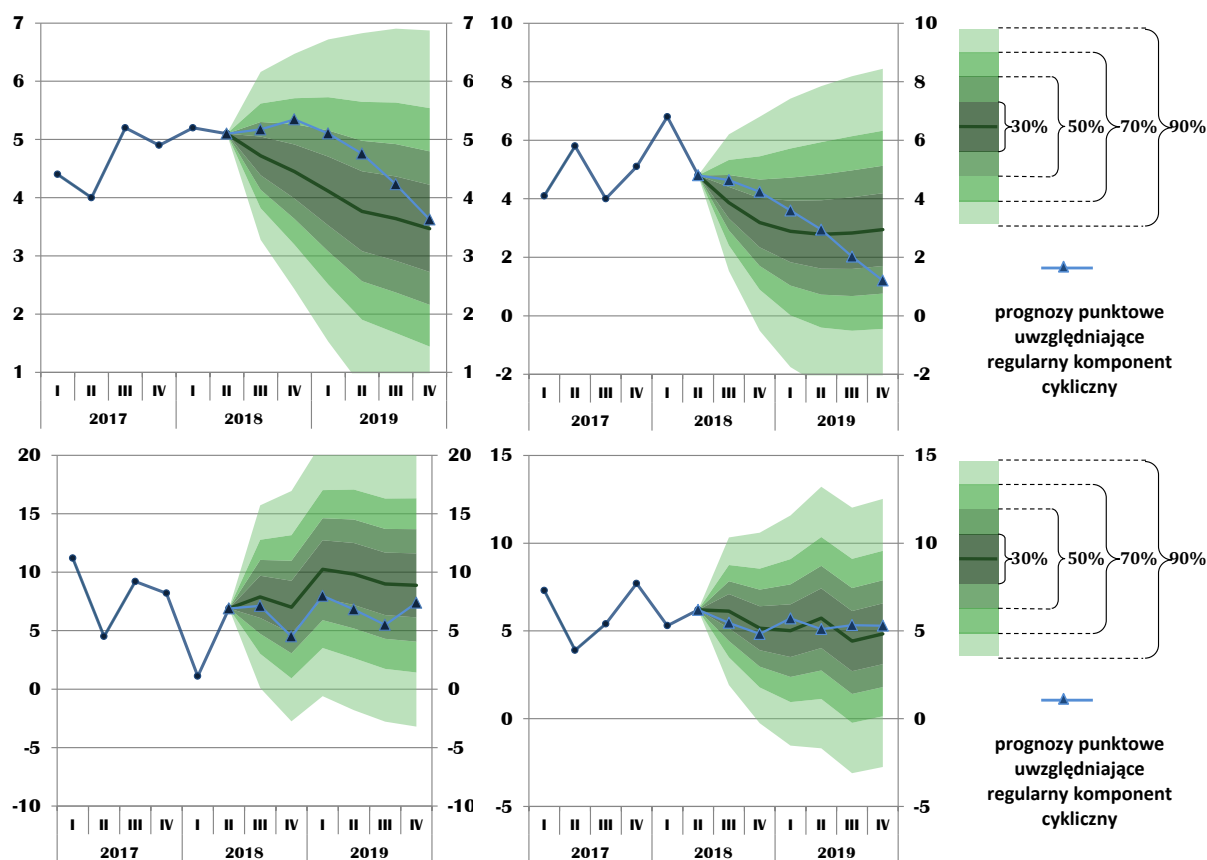 7 7 10 10
6 6 8 8
5 5 6 6
4 4 4 4
3 3 2 2
2 2 0 0
1 1 -2 -2
I II III IV I II III IV I II III IV
2017 2018 2019
I II III IV I II III IV I II III IV
2017 2018 2019
30% 50% 70% 90%
prognozy punktowe
uwzględniające
regularny komponent
cykliczny
20 20 15 15
15 15 10 10
10 10 5 5
5 5 0 0
0 0 -5 -5
-5 -5
-10 -10
I II III IV I II III IV I II III IV
2017 2018 2019
I II III IV I II III IV I II III IV
2017 2018 2019
30% 50% 70% 90%
prognozy punktowe
uwzględniające
regularny komponent
cykliczny